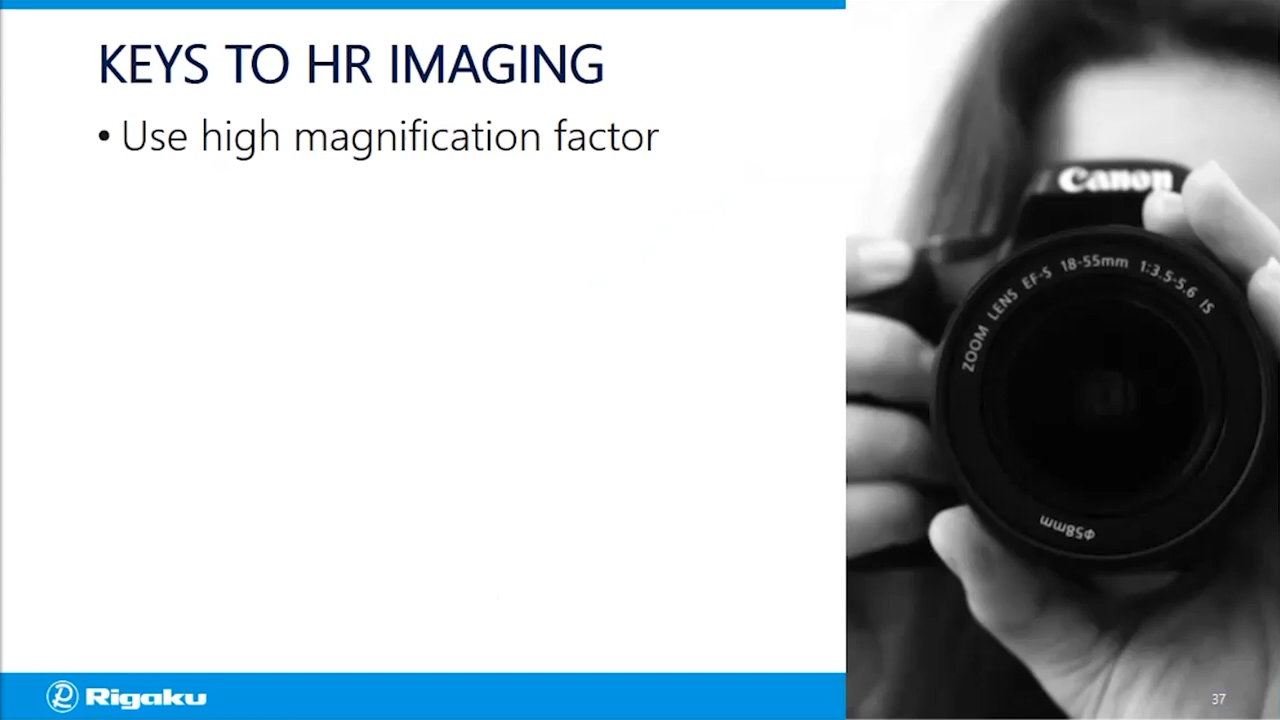 KEYS TO HR IMAGING
• Use high magnification factor
Canon
ZOOM LENS EF-S 18-55mm 1:3.5-5.6 IS
Φ58mm
Rigaku
37